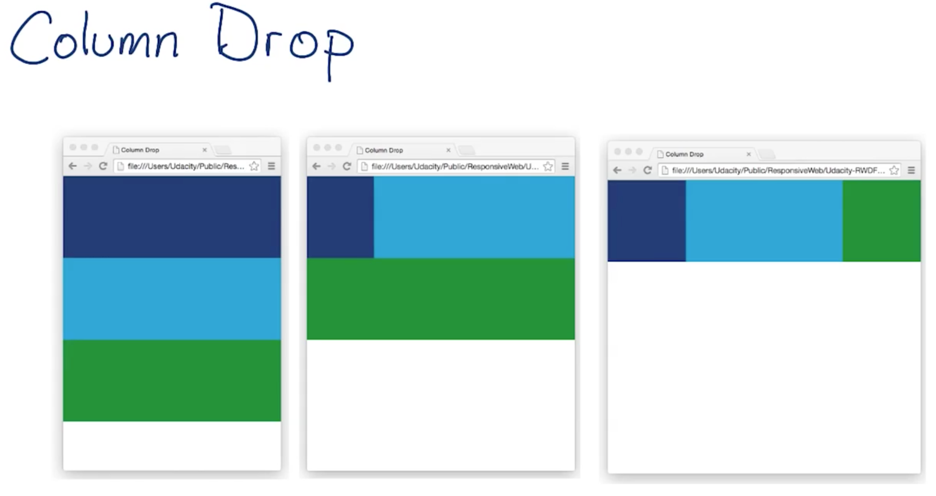 Column Drop
Column Drop
file:///Users/Udacity/Public/Res...
Column Drop
file:///Users/Udacity/Public/ResponsiveWeb/U...
Column Drop
file:///Users/Udacity/Public/ResponsiveWeb/Udacity-RWDF...